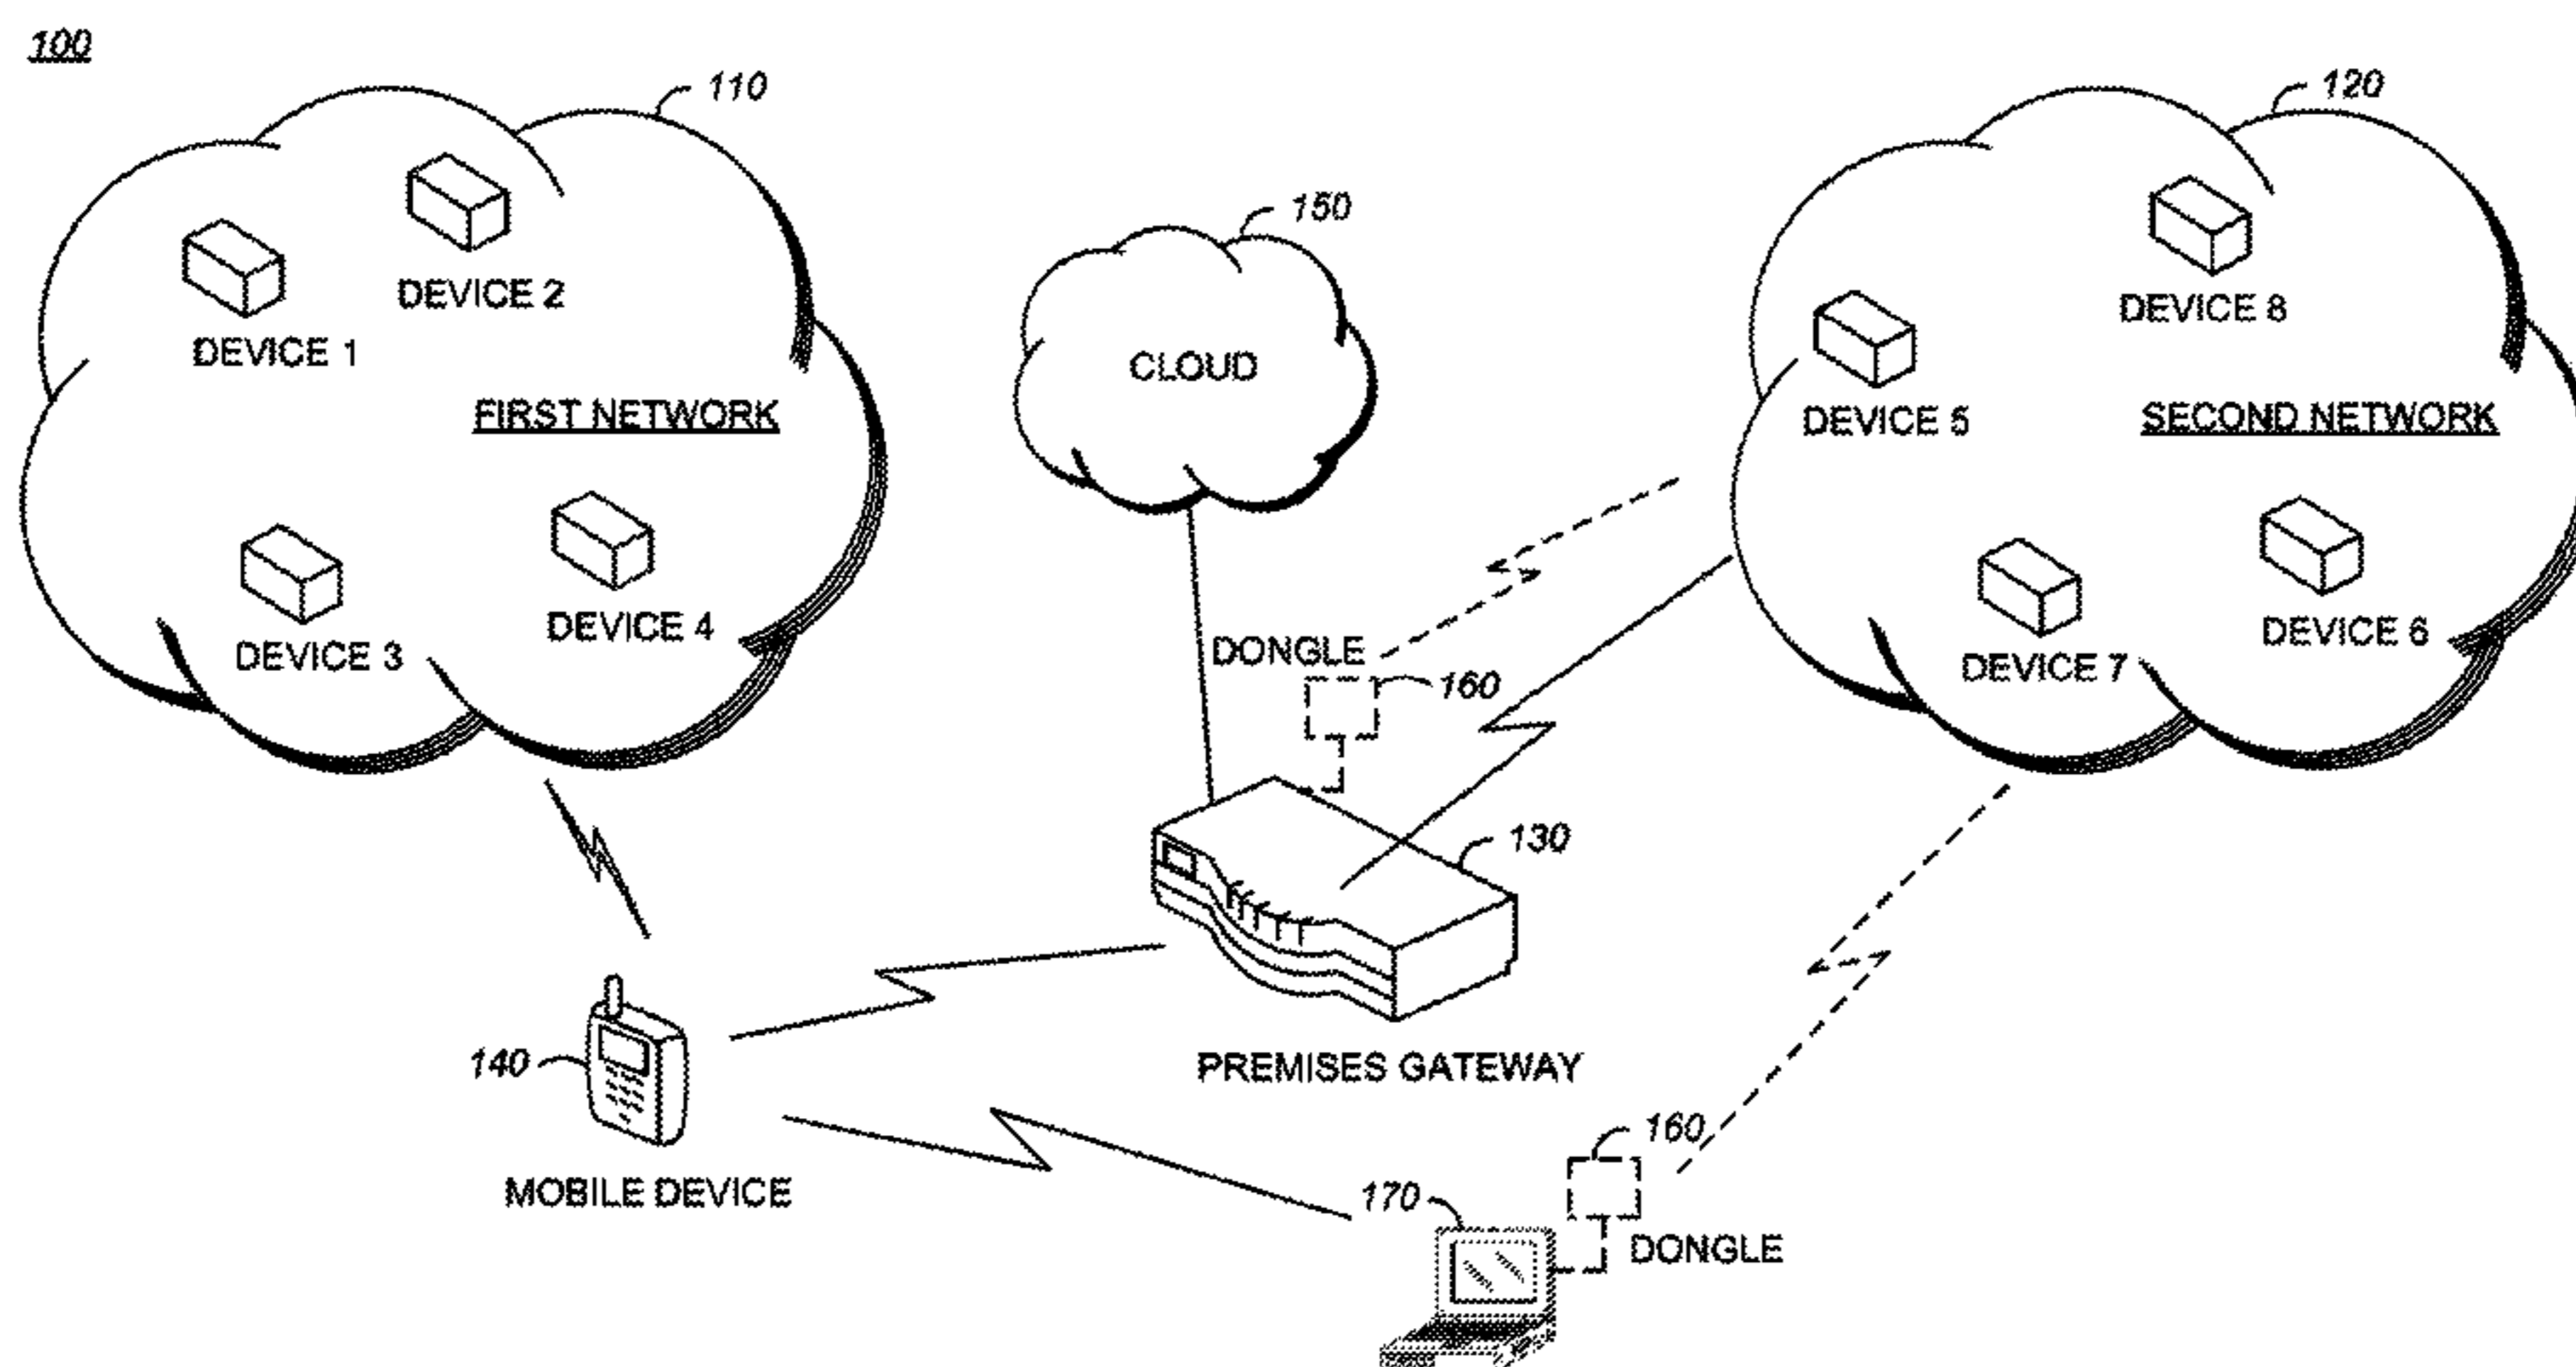 100
110
120
150
DEVICE 2
DEVICE 1
DEVICE 8
CLOUD
DEVICE 5
FIRST NETWORK
SECOND NETWORK
DEVICE 4
DEVICE 3
DONGLE
160
DEVICE 6
DEVICE 7
130
140
PREMISES GATEWAY
MOBILE DEVICE
160
170
DONGLE